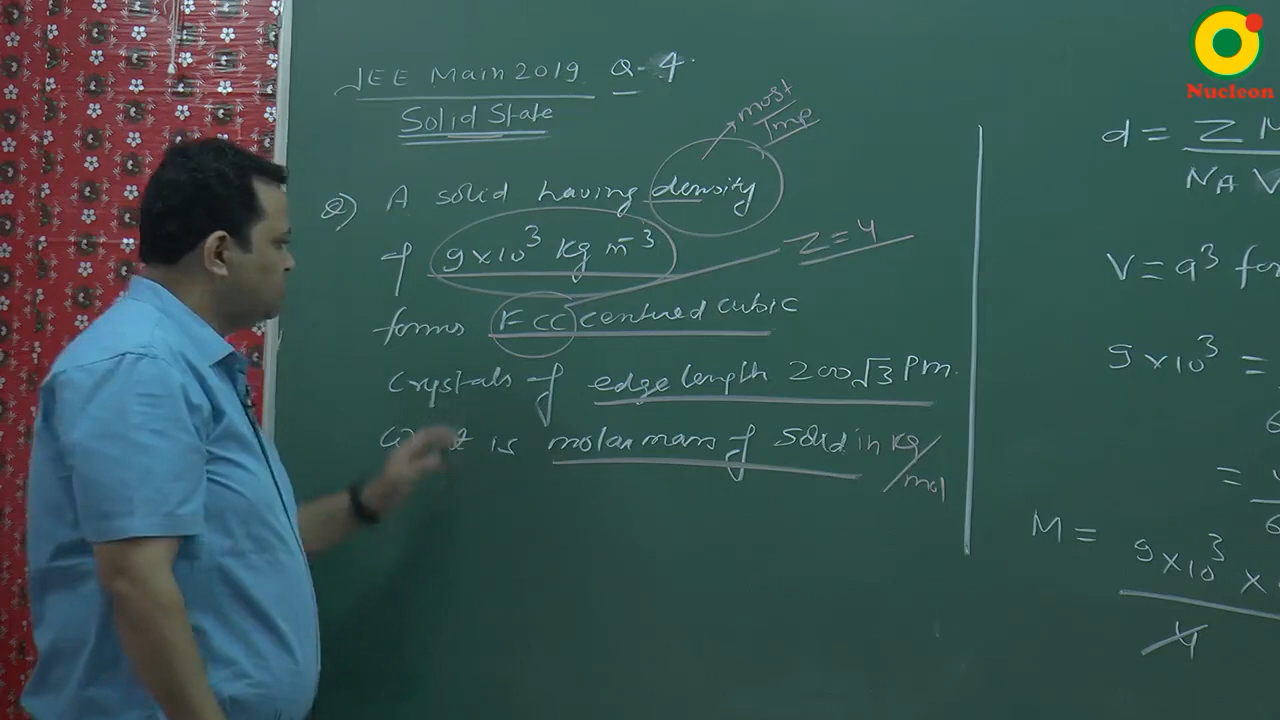 JEE Main 2019 Q-4.
Solid State
most
Imp
Q) A solid having density
of 9×10³ Kg m⁻³
Z=4
forms FCC centred cubic
crystals of edge length 200√3 Pm.
is molar mass of solid in Kg/mol
d = Z M
NA V
V = a³ for
9×10³ =
=
6
M = 9×10³ ×
4
Nucleon